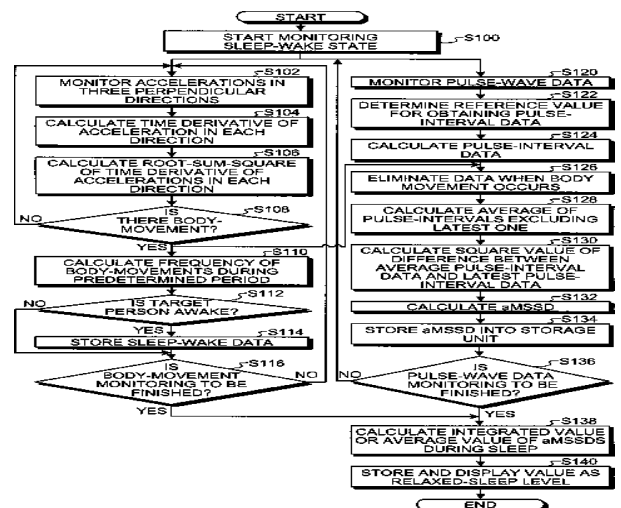 START
START MONITORING
SLEEP-WAKE STATE
S100
S102
MONITOR ACCELERATIONS IN
THREE PERPENDICULAR
DIRECTIONS
S104
CALCULATE TIME DERIVATIVE OF
ACCELERATION IN EACH
DIRECTION
S106
CALCULATE ROOT-SUM-SQUARE
OF TIME DERIVATIVE OF
ACCELERATIONS IN EACH
DIRECTION
S108
IS
THERE BODY-
MOVEMENT?
NO
YES
S110
CALCULATE FREQUENCY OF
BODY-MOVEMENTS DURING
PREDETERMINED PERIOD
S112
IS TARGET
PERSON AWAKE?
NO
YES
S114
STORE SLEEP-WAKE DATA
S116
IS
BODY-MOVEMENT
MONITORING TO BE
FINISHED?
NO
YES
S120
MONITOR PULSE-WAVE DATA
S122
DETERMINE REFERENCE VALUE
FOR OBTAINING PULSE-
INTERVAL DATA
S124
CALCULATE PULSE-INTERVAL
DATA
S126
ELIMINATE DATA WHEN BODY
MOVEMENT OCCURS
S128
CALCULATE AVERAGE OF
PULSE-INTERVALS EXCLUDING
LATEST ONE
S130
CALCULATE SQUARE VALUE OF
DIFFERENCE BETWEEN
AVERAGE PULSE-INTERVAL
DATA AND LATEST PULSE-
INTERVAL DATA
S132
CALCULATE aMSSD
S134
STORE aMSSD INTO STORAGE
UNIT
S136
IS
PULSE-WAVE DATA
MONITORING TO BE
FINISHED?
NO
YES
S138
CALCULATE INTEGRATED VALUE
OR AVERAGE VALUE OF aMSSDS
DURING SLEEP
S140
STORE AND DISPLAY VALUE AS
RELAXED-SLEEP LEVEL
END